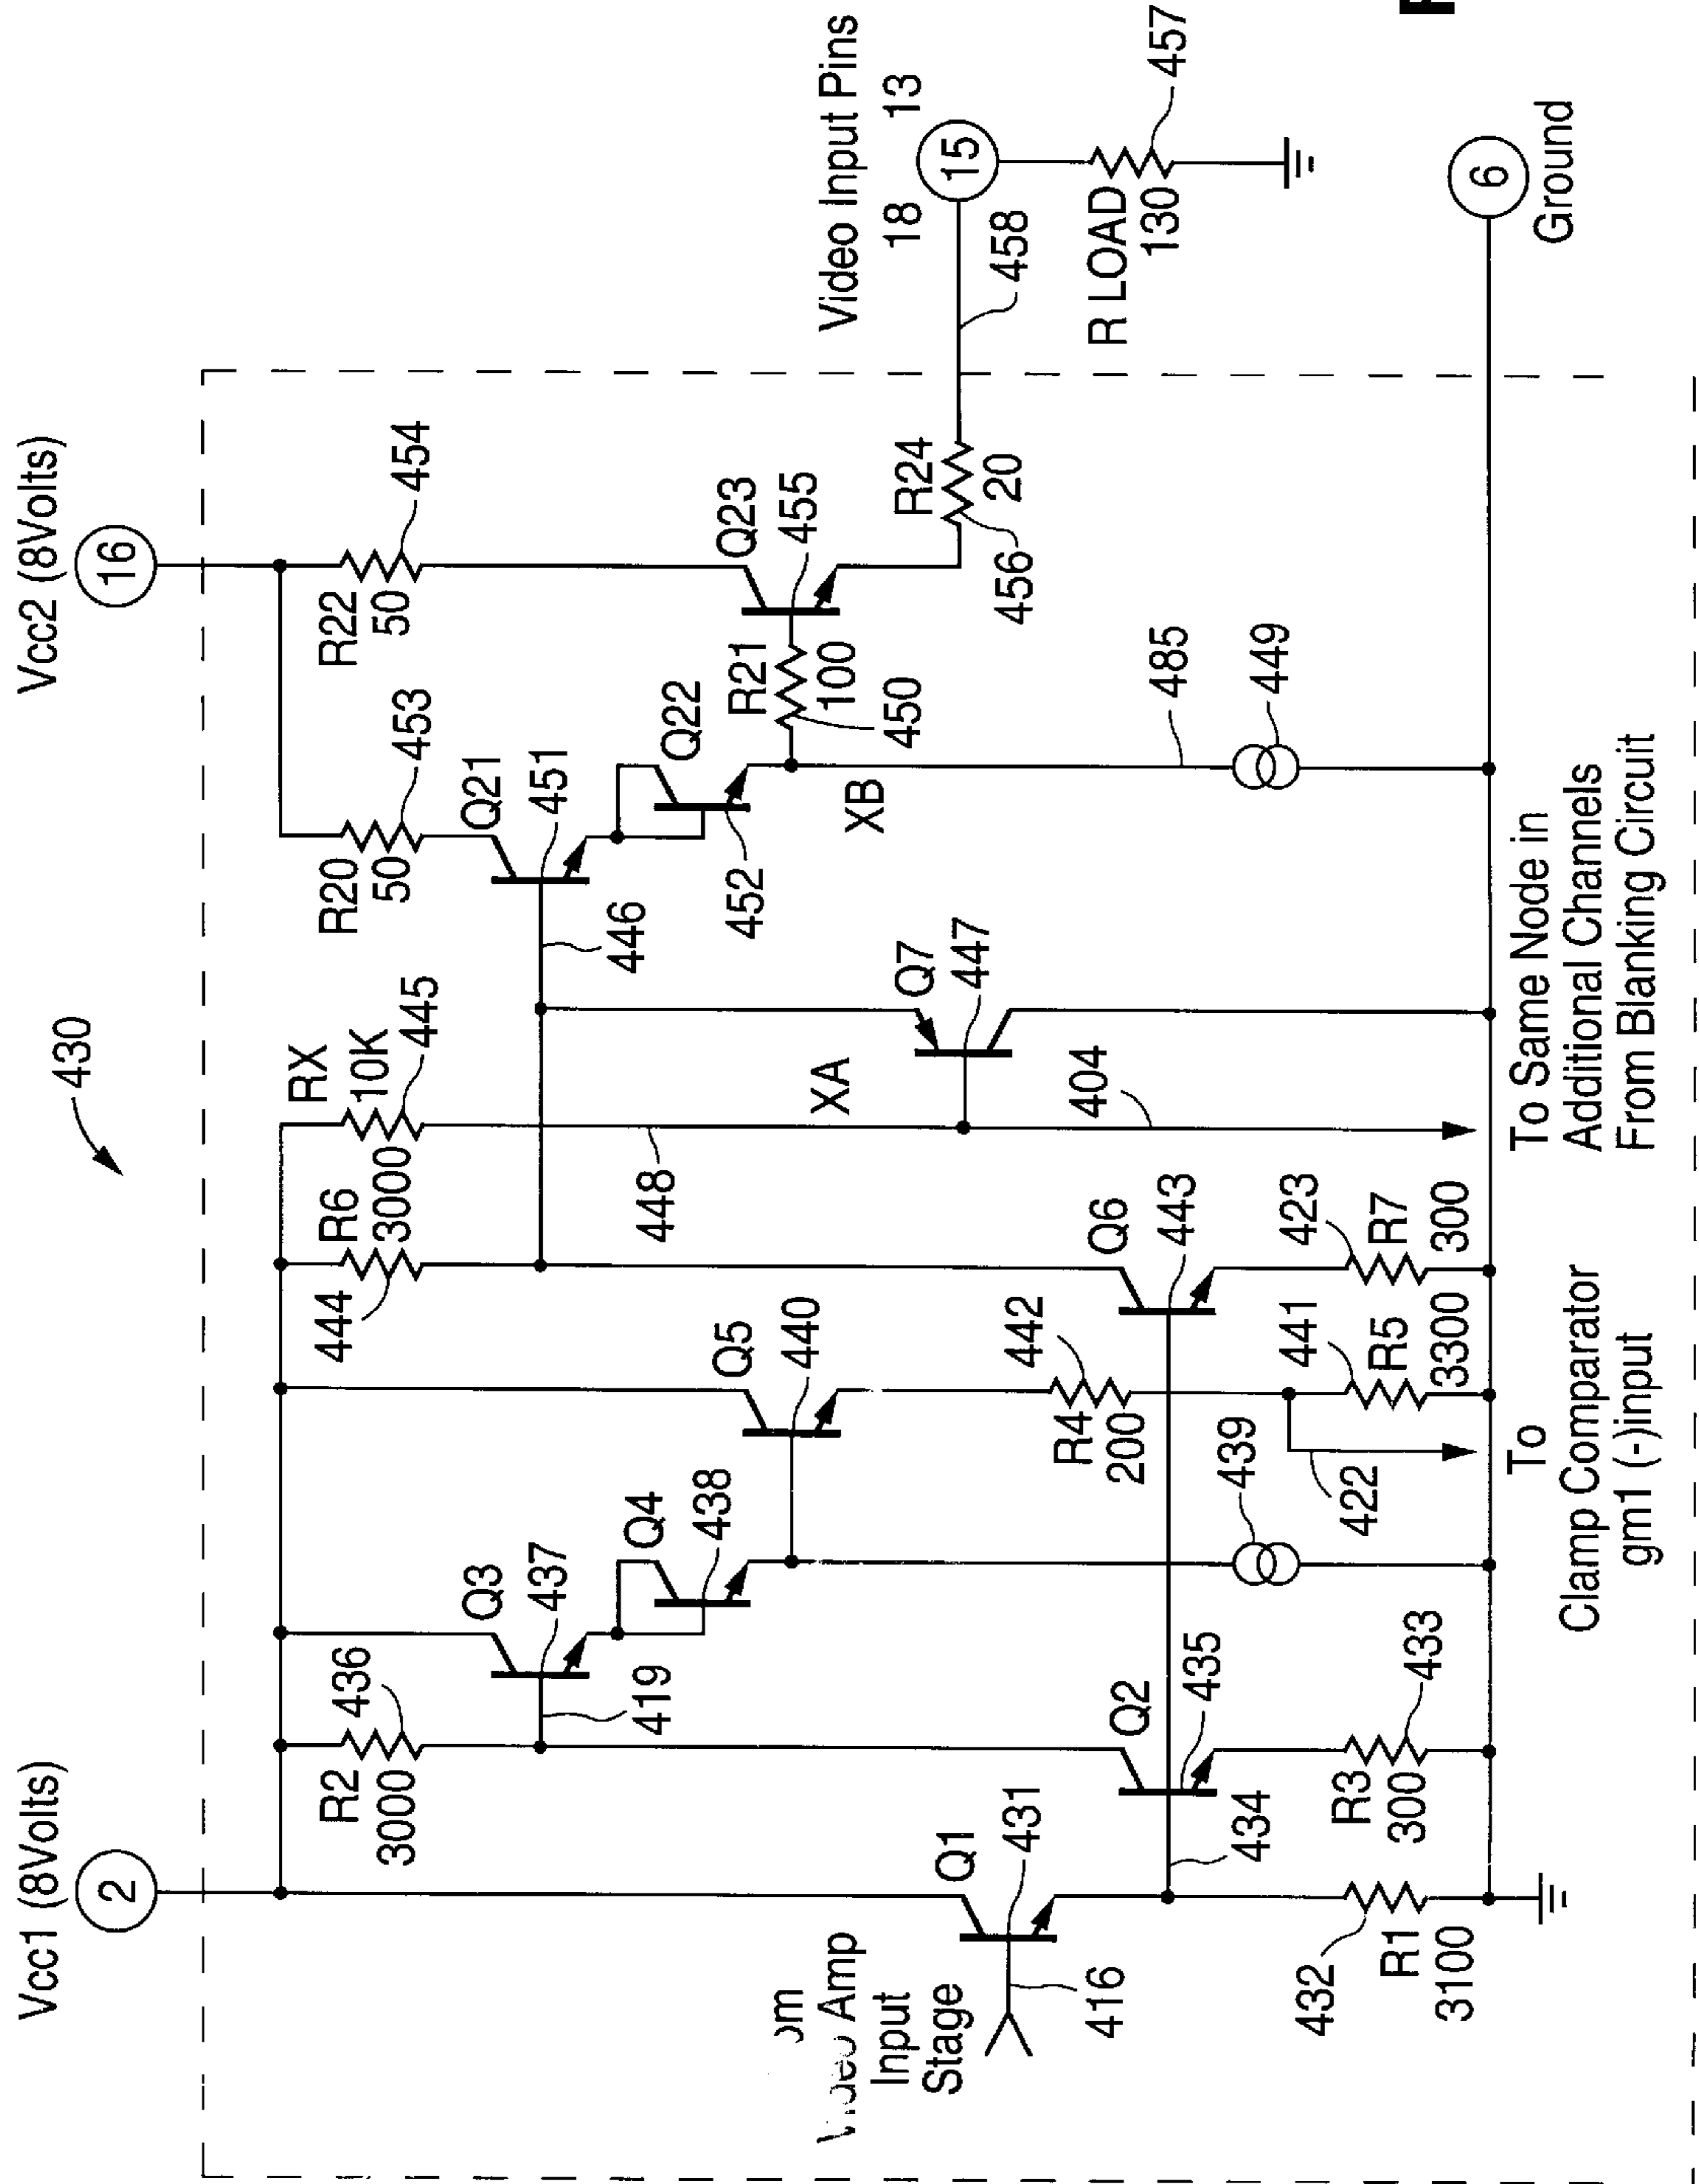 430
Vcc1 (8Volts)
2
Vcc2 (8Volts)
16
R2
3000
436
Q3
437
419
Q4
438
Q5
440
R6
3000
444
RX
10K
445
448
446
R20
50
453
Q21
451
Q22
452
R22
50
454
Q23
455
R21
100
450
XB
R24
20
456
Video Input Pins
18
13
15
458
R LOAD
130
457
Q7
447
XA
404
485
449
Q1
431
Video Amp
Input
Stage
416
Q2
435
434
432
R1
3100
R3
300
433
439
R4
200
442
422
441
R5
3300
Q6
443
423
R7
300
To
Clamp Comparator
gm1 (-)input
To Same Node in
Additional Channels
From Blanking Circuit
6
Ground